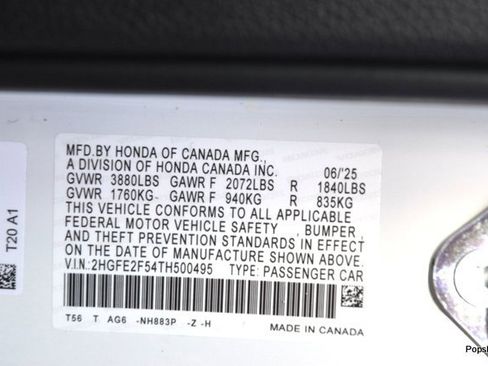 MFD.BY HONDA OF CANADA MFG.,
A DIVISION OF HONDA CANADA INC. 06/'25
GVWR 3880LBS GAWR F 2072LBS R 1840LBS
GVWR 1760KG GAWR F 940KG R 835KG
THIS VEHICLE CONFORMS TO ALL APPLICABLE
FEDERAL MOTOR VEHICLE SAFETY , BUMPER ,
AND THEFT PREVENTION STANDARDS IN EFFECT
ON THE DATE OF MANUFACTURE SHOWN ABOVE.
V.I.N:2HGFE2F54TH500495 TYPE: PASSENGER CAR
T56 T AG6 -NH883P -Z -H
MADE IN CANADA
T20 A1